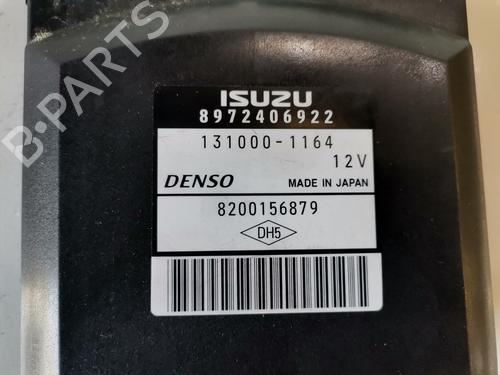 ISUZU
8972406922
131000-1164
12V
DENSO MADE IN JAPAN
8200156879
DH5
B-PARTS